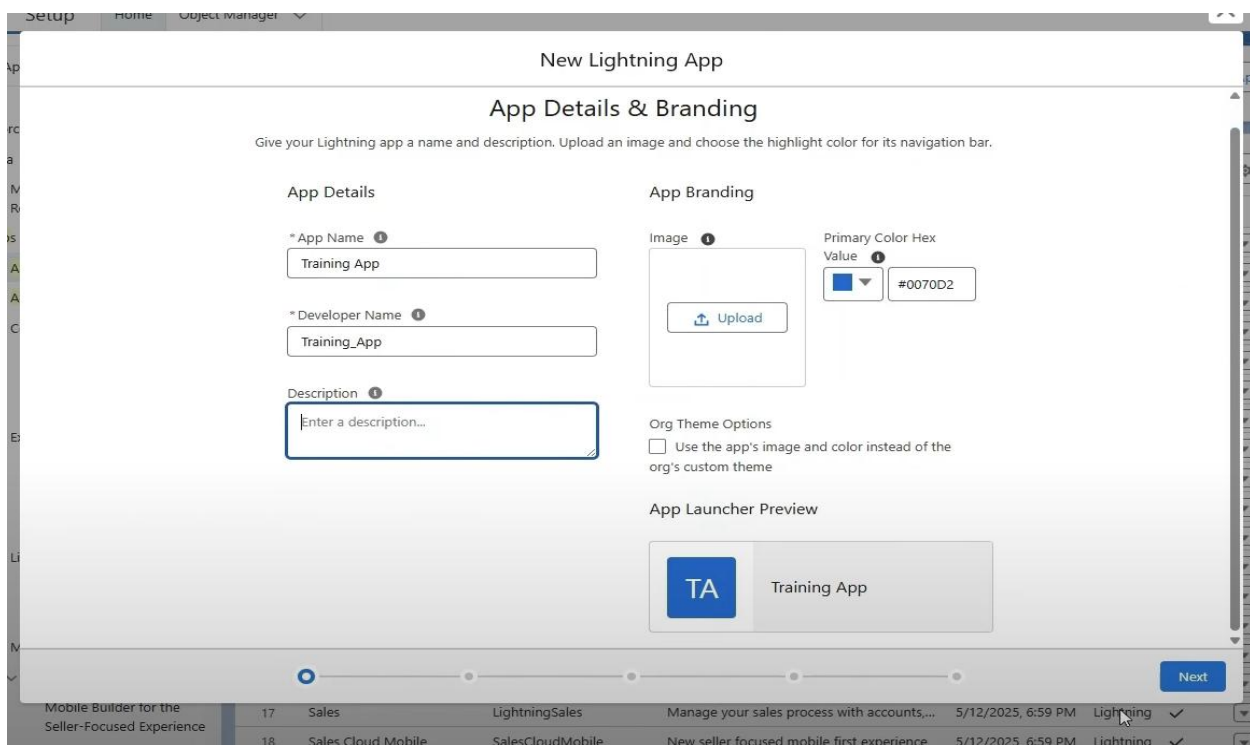 Setup Home Object Manager
New Lightning App
App Details & Branding
Give your Lightning app a name and description. Upload an image and choose the highlight color for its navigation bar.
App Details
App Branding
*App Name
Training App
*Developer Name
Training_App
Description
Enter a description...
Image
Upload
Primary Color Hex
Value
#0070D2
Org Theme Options
Use the app's image and color instead of the
org's custom theme
App Launcher Preview
TA Training App
Next
Mobile Builder for the
Seller-Focused Experience
17 Sales LightningSales Manage your sales process with accounts,... 5/12/2025, 6:59 PM Lightning
18 Sales Cloud Mobile SalesCloudMobile New seller focused mobile first experience 5/12/2025, 6:59 PM Lightning